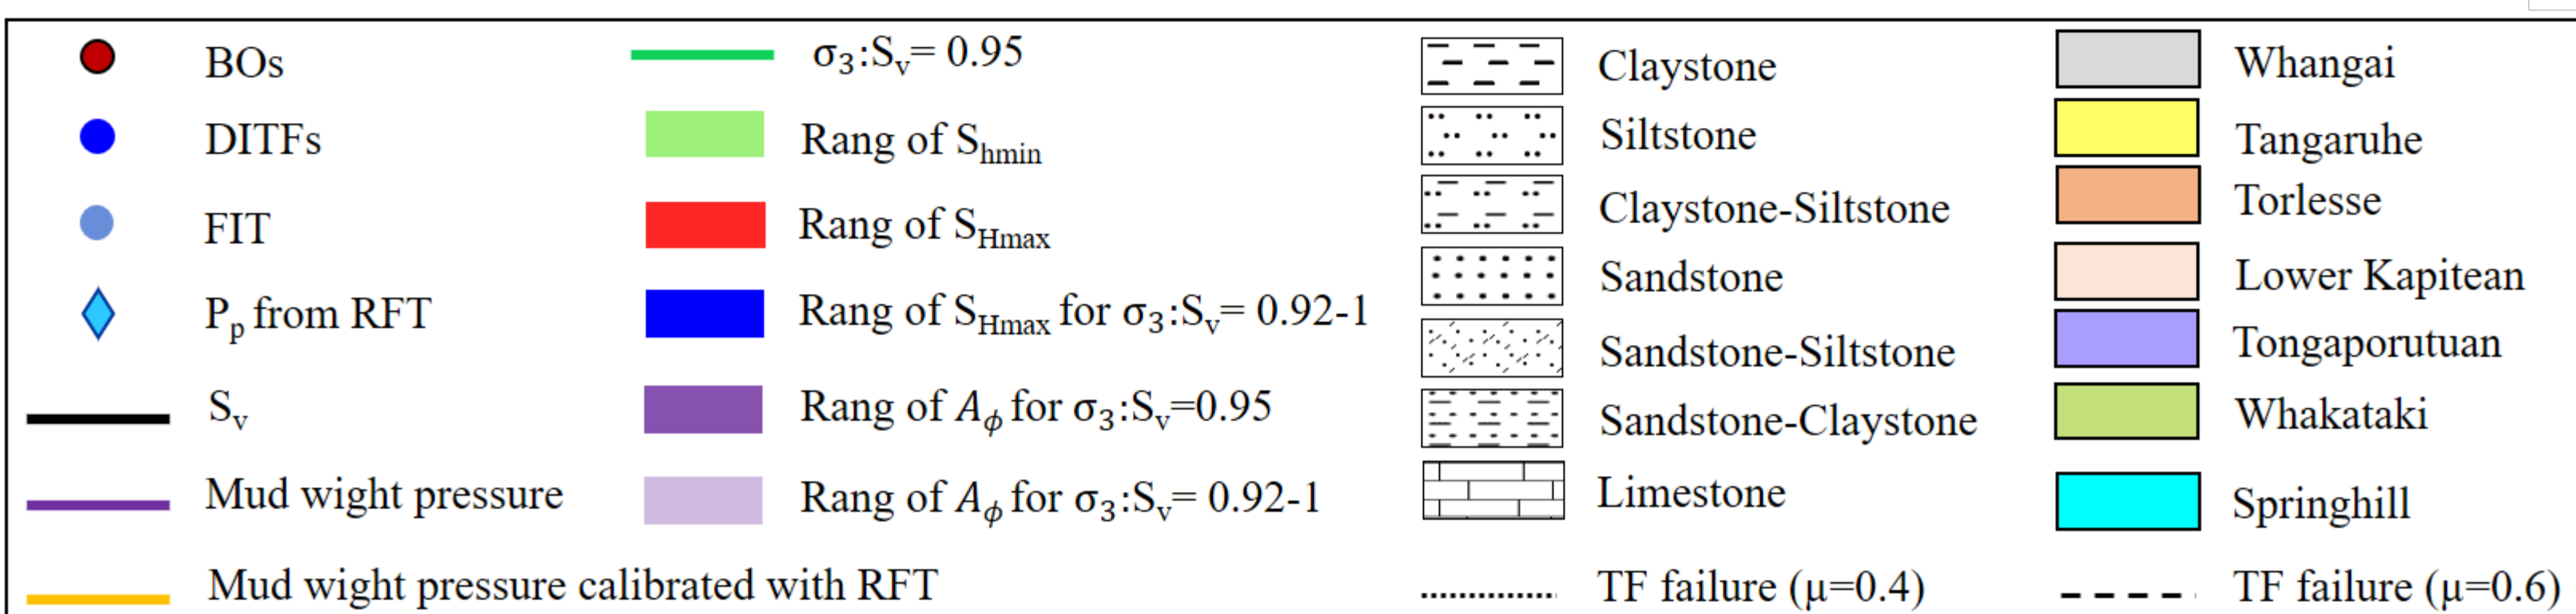 BOs
DITFs
FIT
Pp from RFT
Sv
Mud wight pressure
Mud wight pressure calibrated with RFT
σ3:Sv= 0.95
Rang of Shmin
Rang of SHmax
Rang of SHmax for σ3:Sv= 0.92-1
Rang of Aϕ for σ3:Sv=0.95
Rang of Aϕ for σ3:Sv= 0.92-1
Claystone
Siltstone
Claystone-Siltstone
Sandstone
Sandstone-Siltstone
Sandstone-Claystone
Limestone
TF failure (μ=0.4)
Whangai
Tangaruhe
Torlesse
Lower Kapitean
Tongaporutuan
Whakataki
Springhill
TF failure (μ=0.6)